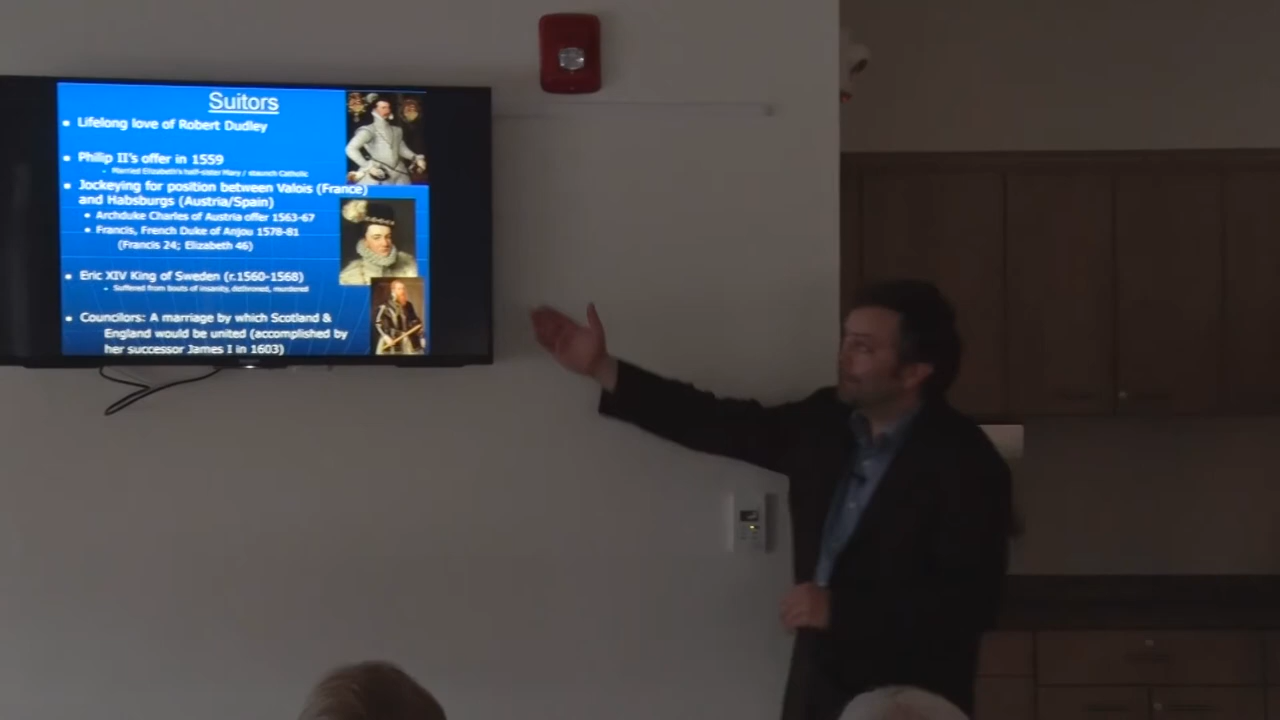 Suitors
Lifelong love of Robert Dudley
Philip II's offer in 1559
Married Elizabeth's half-sister Mary / staunch Catholic
Jockeying for position between Valois (France)
and Habsburgs (Austria/Spain)
Archduke Charles of Austria offer 1563-67
Francis, French Duke of Anjou 1578-81
(Francis 24; Elizabeth 46)
Eric XIV King of Sweden (r.1560-1568)
Suffered from bouts of insanity, dethroned, murdered
Councilors: A marriage by which Scotland &
England would be united (accomplished by
her successor James I in 1603)